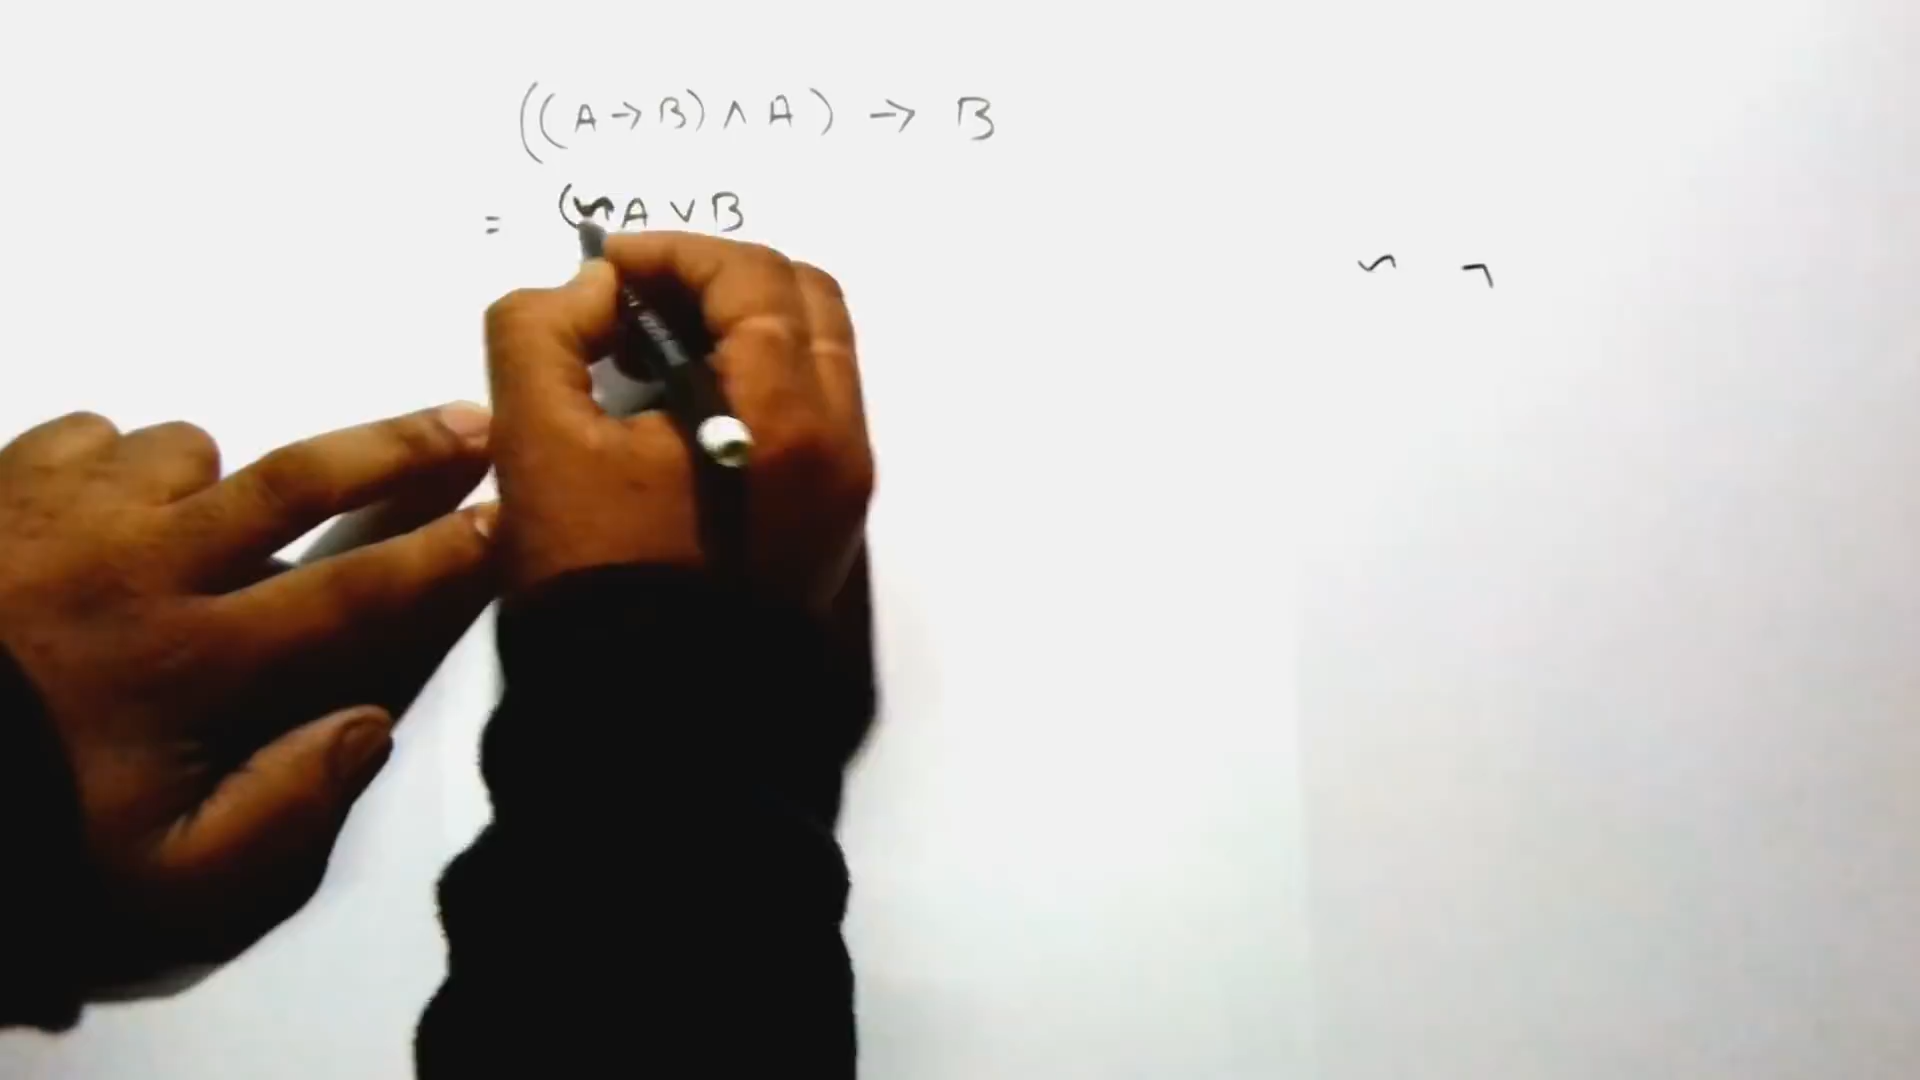 ((A→B)∧A) → B
= (~A∨B
~ ¬